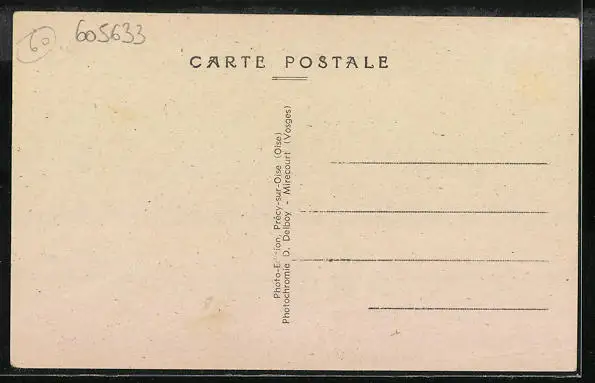 60 605633
CARTE POSTALE
Photo-Edition, Précy-sur-Oise (Oise)
Photochromie D. Delboy - Mirecourt (Vosges)